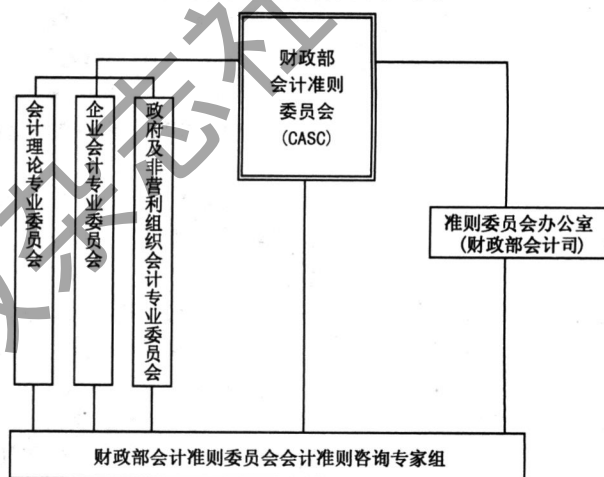 财政部
会计准则
委员会
(CASC)
会计理论专业委员会
企业会计专业委员会
政府及非营利组织会计专业委员会
准则委员会办公室
(财政部会计司)
财政部会计准则委员会会计准则咨询专家组
杂志社